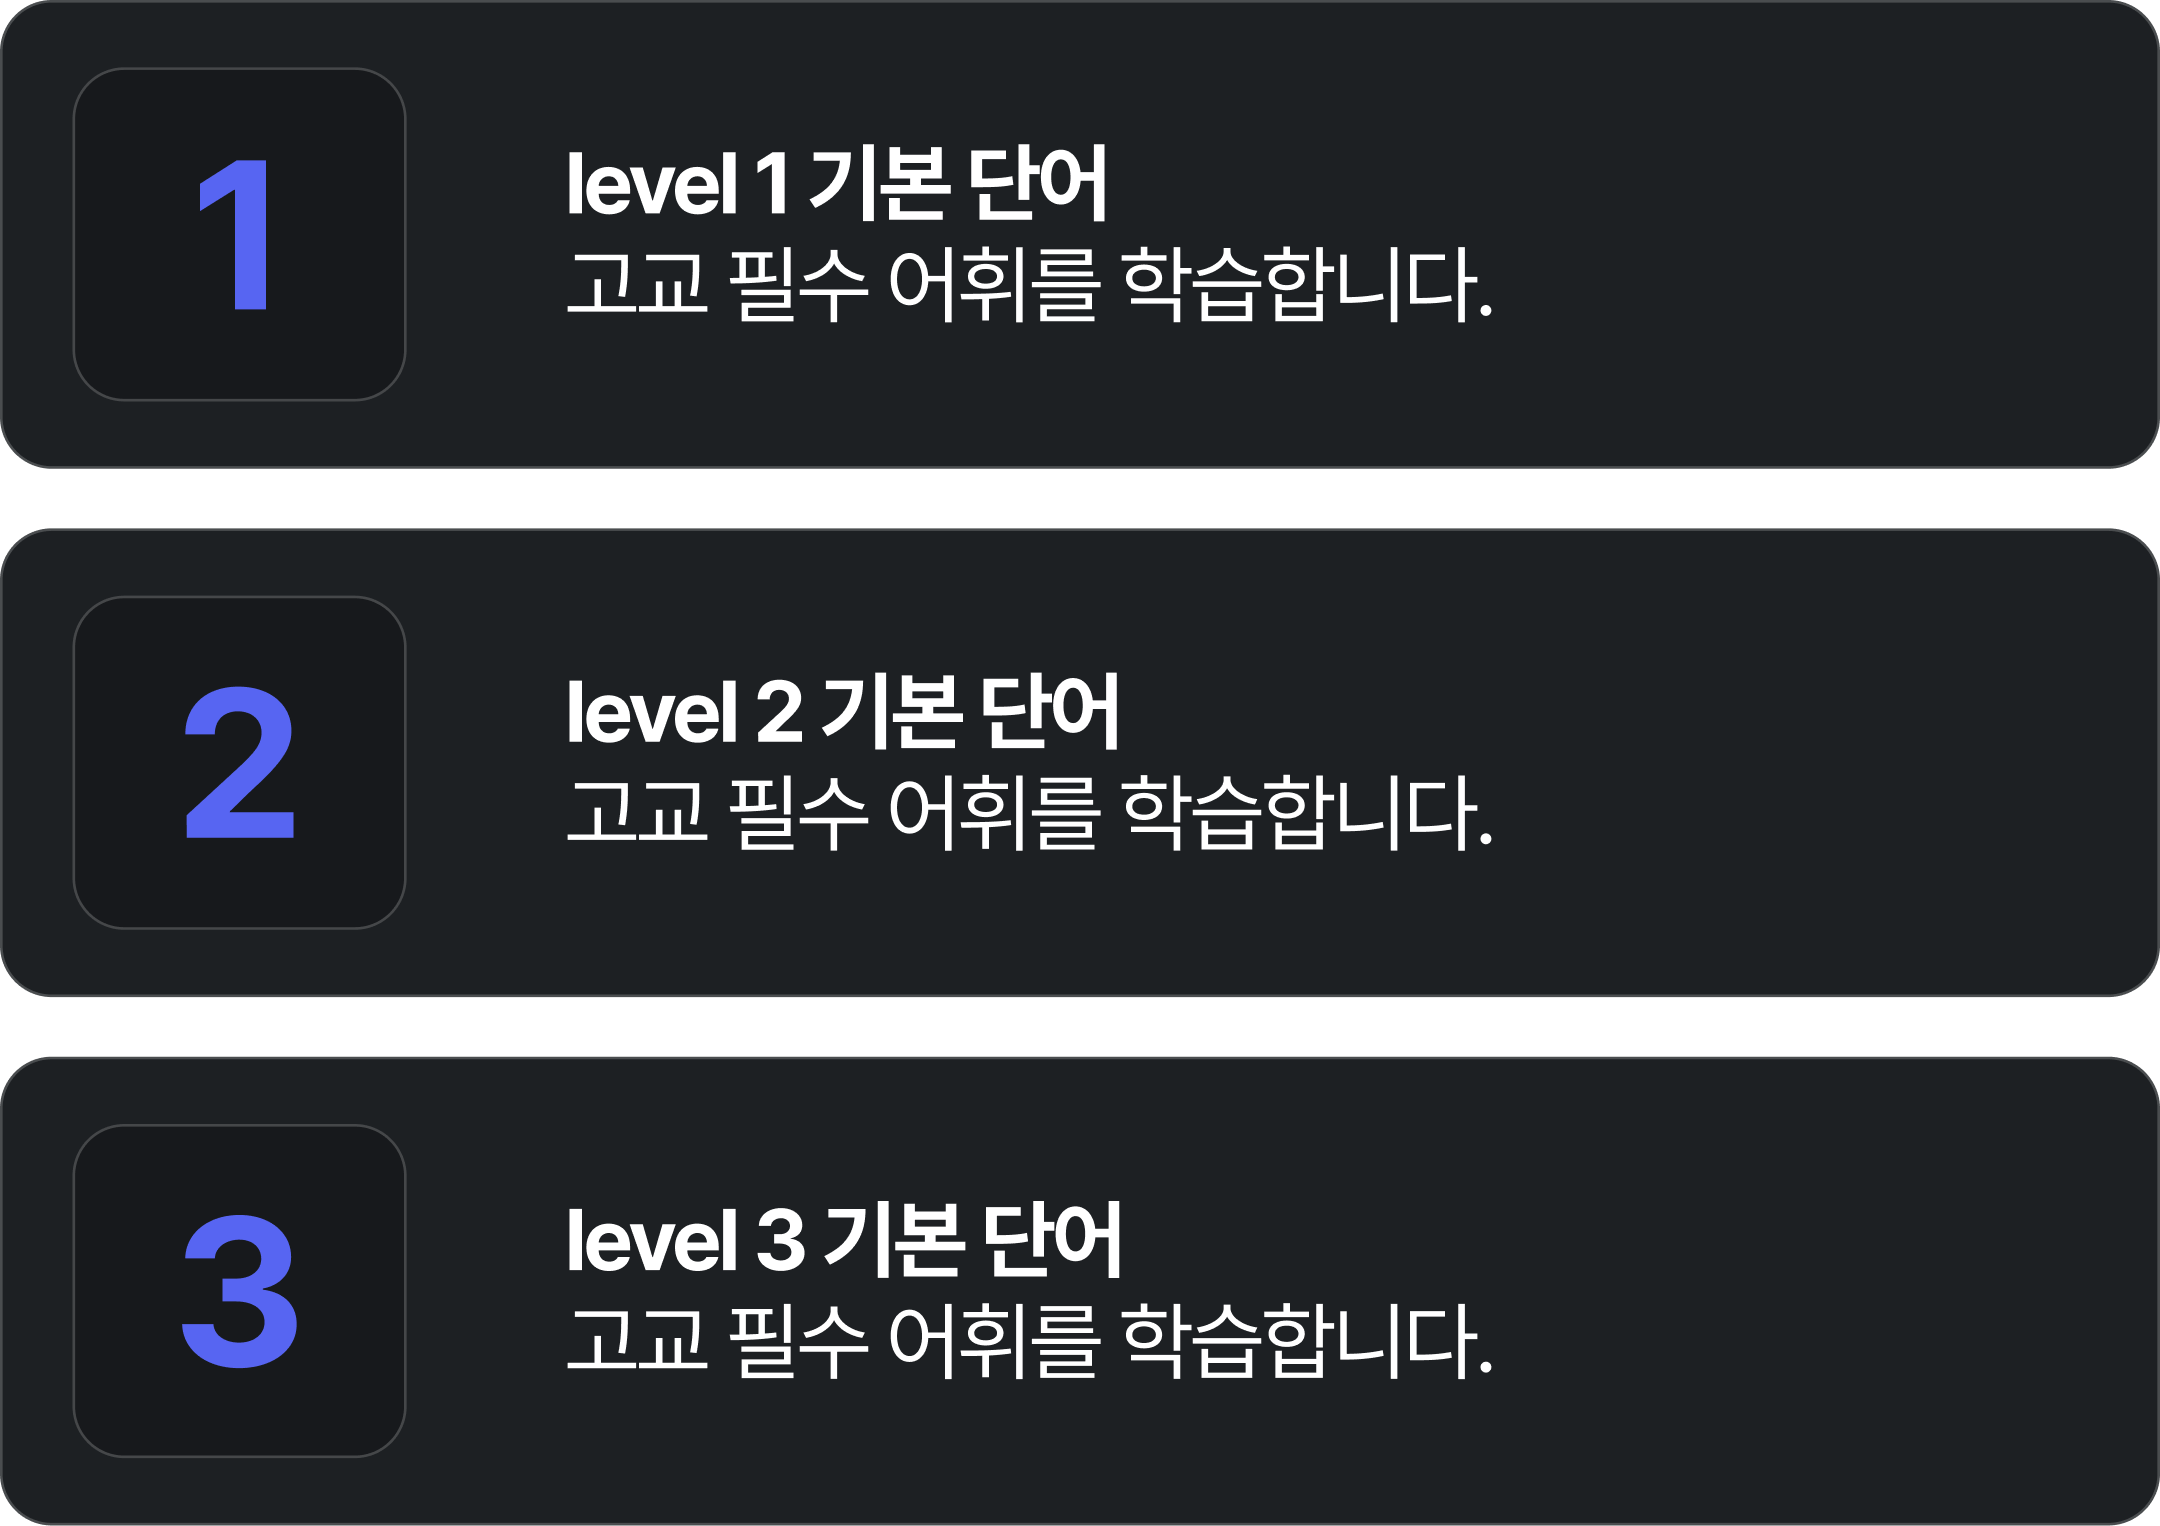 1
level 1 기본 단어
고교 필수 어휘를 학습합니다.
2
level 2 기본 단어
고교 필수 어휘를 학습합니다.
3
level 3 기본 단어
고교 필수 어휘를 학습합니다.